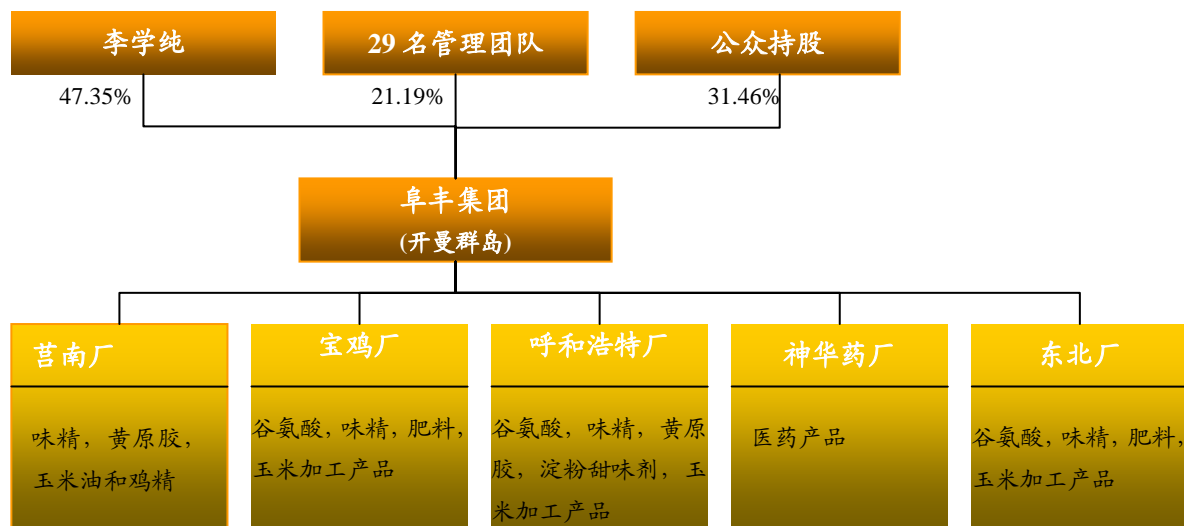 李学纯
29 名管理团队
公众持股
47.35%
21.19%
31.46%
阜丰集团
(开曼群岛)
莒南厂
宝鸡厂
呼和浩特厂
神华药厂
东北厂
味精，黄原胶，
玉米油和鸡精
谷氨酸, 味精, 肥料,
玉米加工产品
谷氨酸，味精，黄原
胶，淀粉甜味剂，玉
米加工产品
医药产品
谷氨酸, 味精, 肥料,
玉米加工产品